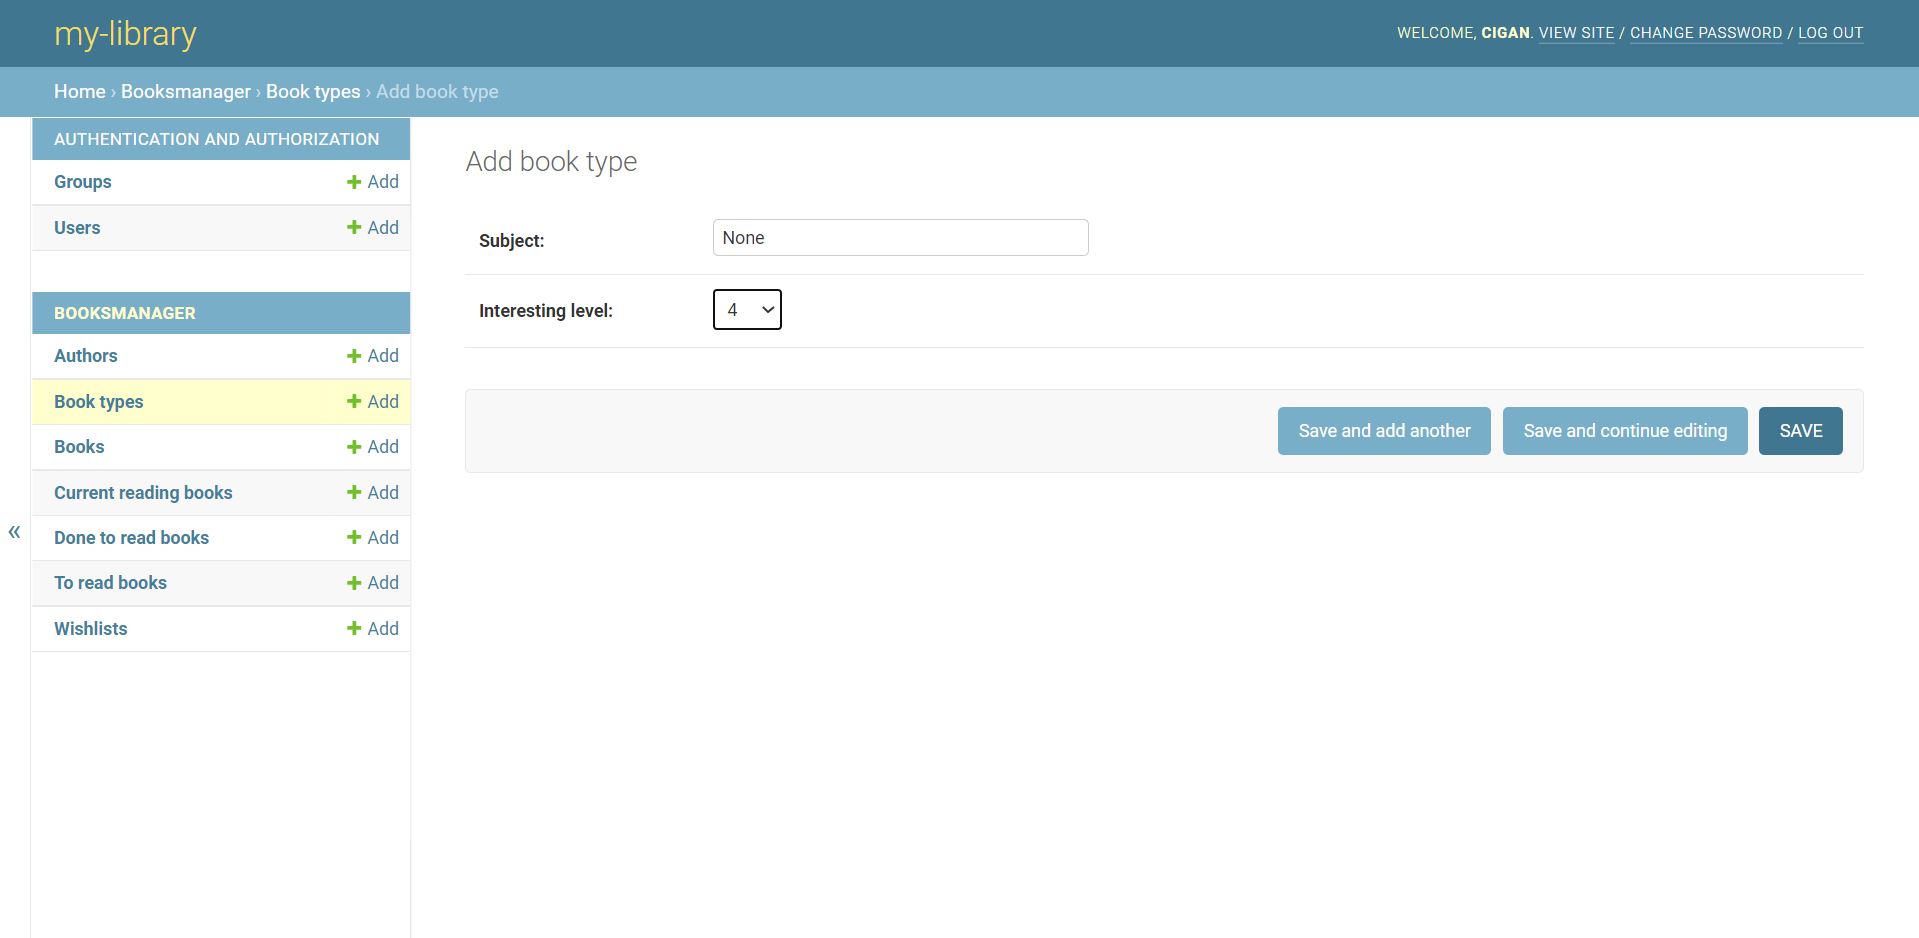 my-library
WELCOME, CIGAN. VIEW SITE / CHANGE PASSWORD / LOG OUT
Home › Booksmanager › Book types › Add book type
AUTHENTICATION AND AUTHORIZATION
Groups + Add
Users + Add
BOOKSMANAGER
Authors + Add
Book types + Add
Books + Add
Current reading books + Add
Done to read books + Add
To read books + Add
Wishlists + Add
«
Add book type
Subject: None
Interesting level: 4
Save and add another Save and continue editing SAVE